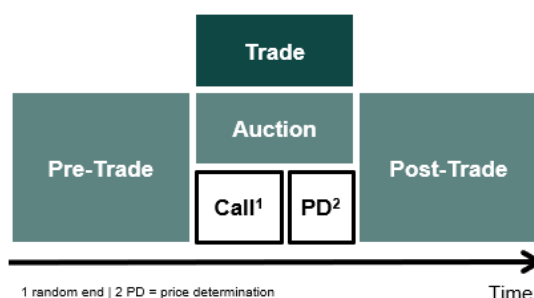 Trade
Pre-Trade
Auction
Post-Trade
Call¹
PD²
1 random end | 2 PD = price determination
Time